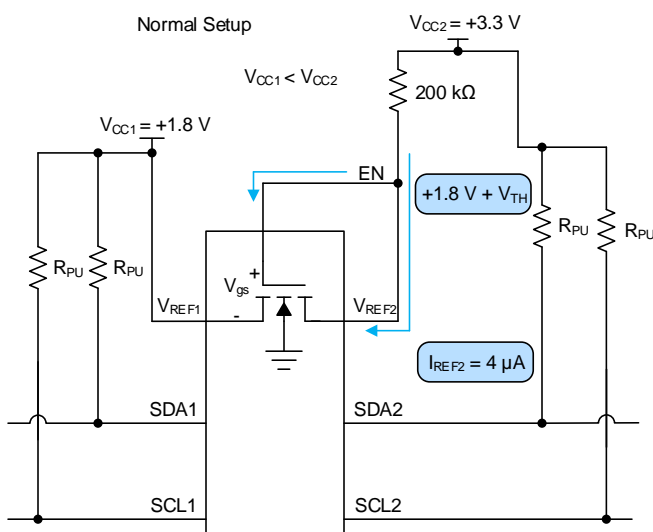 Normal Setup
VCC2 = +3.3 V
VCC1 < VCC2
200 kΩ
VCC1 = +1.8 V
EN
+1.8 V + VTH
RPU
RPU
RPU
RPU
+
Vgs
-
VREF1
VREF2
IREF2 = 4 µA
SDA1
SDA2
SCL1
SCL2